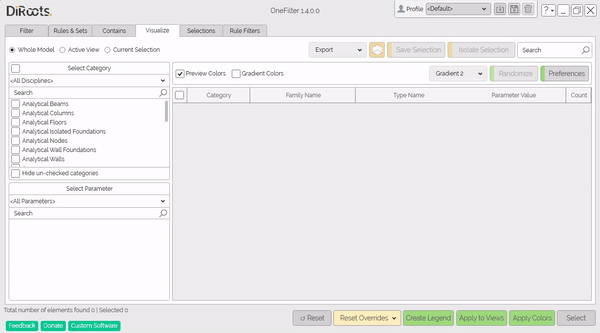 DiRoots.
OneFilter 1.4.0.0
Profile <Default>
?
Filter Rules & Sets Contains Visualize Selections Rule Filters
Whole Model Active View Current Selection
Export Save Selection Isolate Selection Search
Select Category
<All Disciplines>
Search
Analytical Beams
Analytical Columns
Analytical Floors
Analytical Isolated Foundations
Analytical Nodes
Analytical Wall Foundations
Analytical Walls
Hide un-checked categories
Select Parameter
<All Parameters>
Search
Preview Colors Gradient Colors Gradient 2 Randomize Preferences
Category Family Name Type Name Parameter Value Count
Total number of elements found 0 | Selected 0
Feedback Donate Custom Software
Reset Reset Overrides Create Legend Apply to Views Apply Colors Select